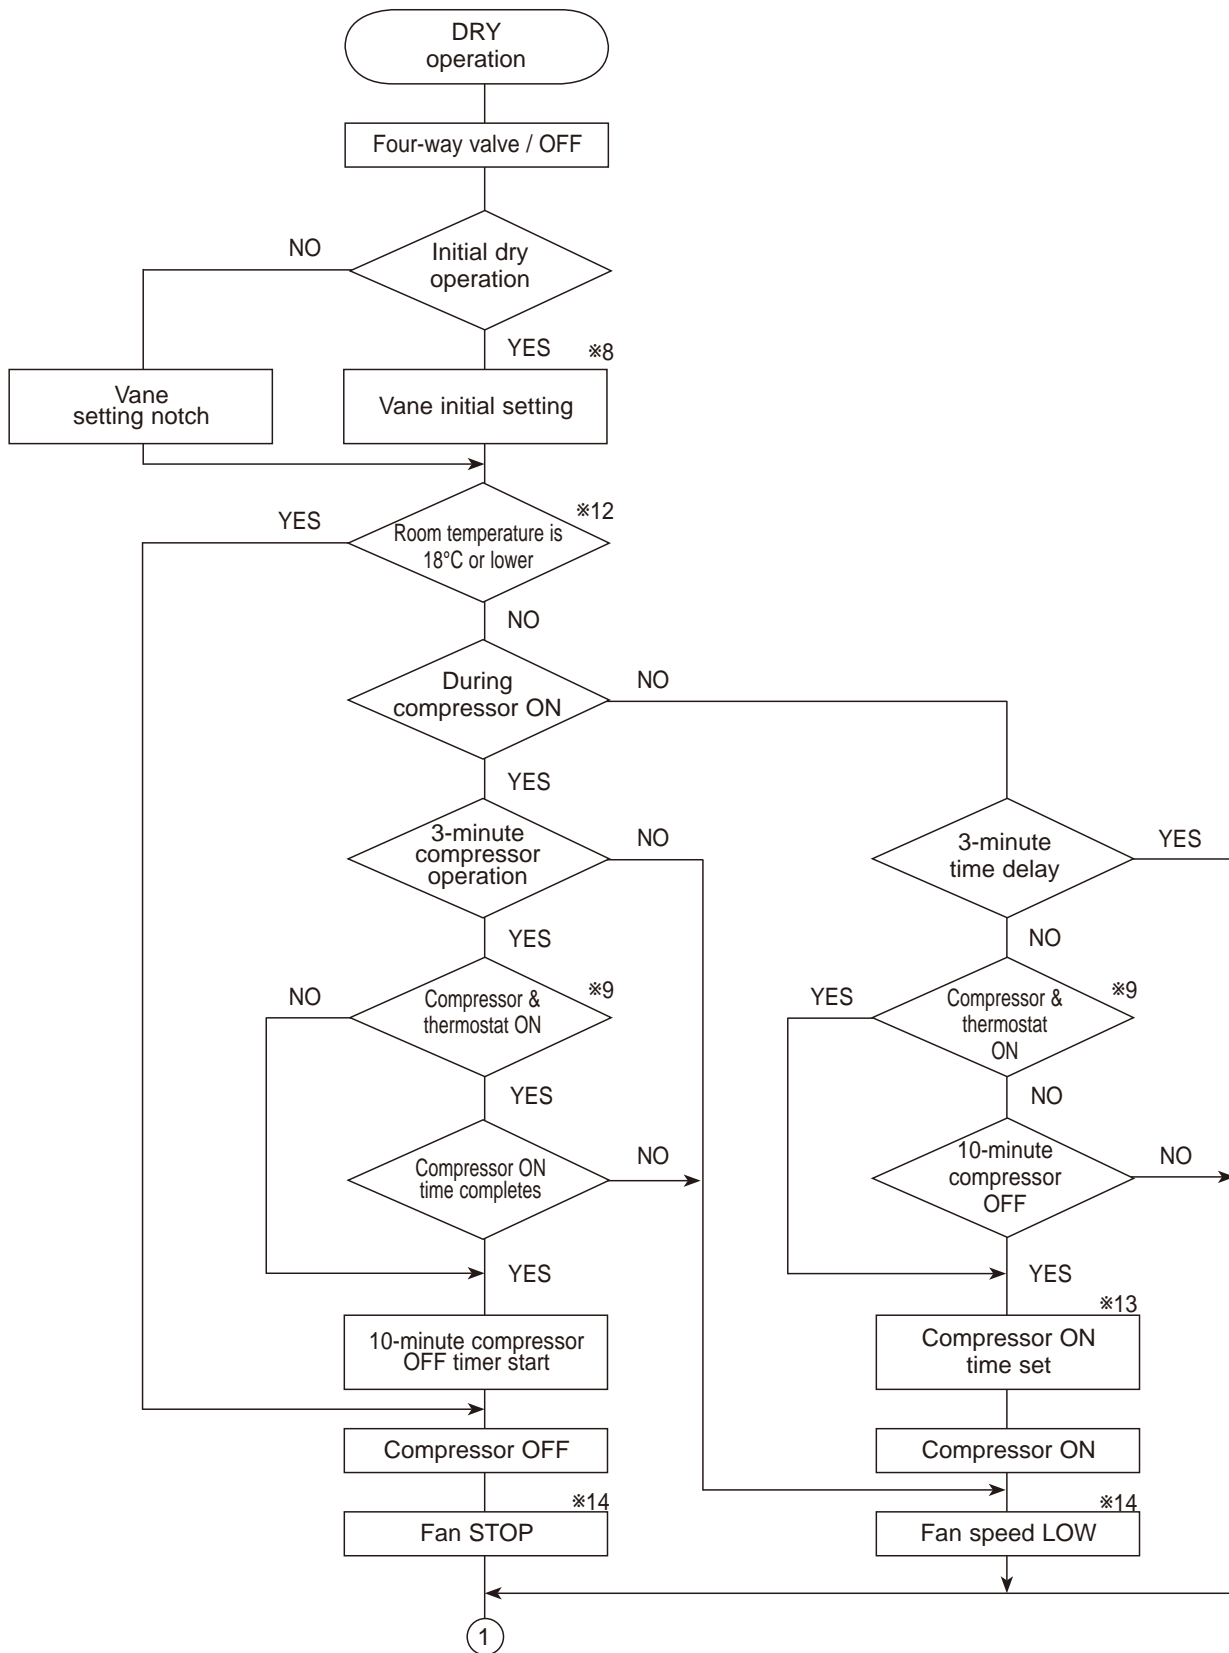 DRY
operation
Four-way valve / OFF
NO
Initial dry
operation
YES
※8
Vane
setting notch
Vane initial setting
YES
※12
Room temperature is
18°C or lower
NO
During
compressor ON
NO
YES
3-minute
compressor
operation
NO
3-minute
time delay
YES
YES
NO
NO
Compressor &
thermostat ON
※9
YES
Compressor &
thermostat
ON
※9
YES
NO
Compressor ON
time completes
NO
10-minute
compressor
OFF
NO
YES
YES
※13
10-minute compressor
OFF timer start
Compressor ON
time set
Compressor OFF
Compressor ON
※14
※14
Fan STOP
Fan speed LOW
1